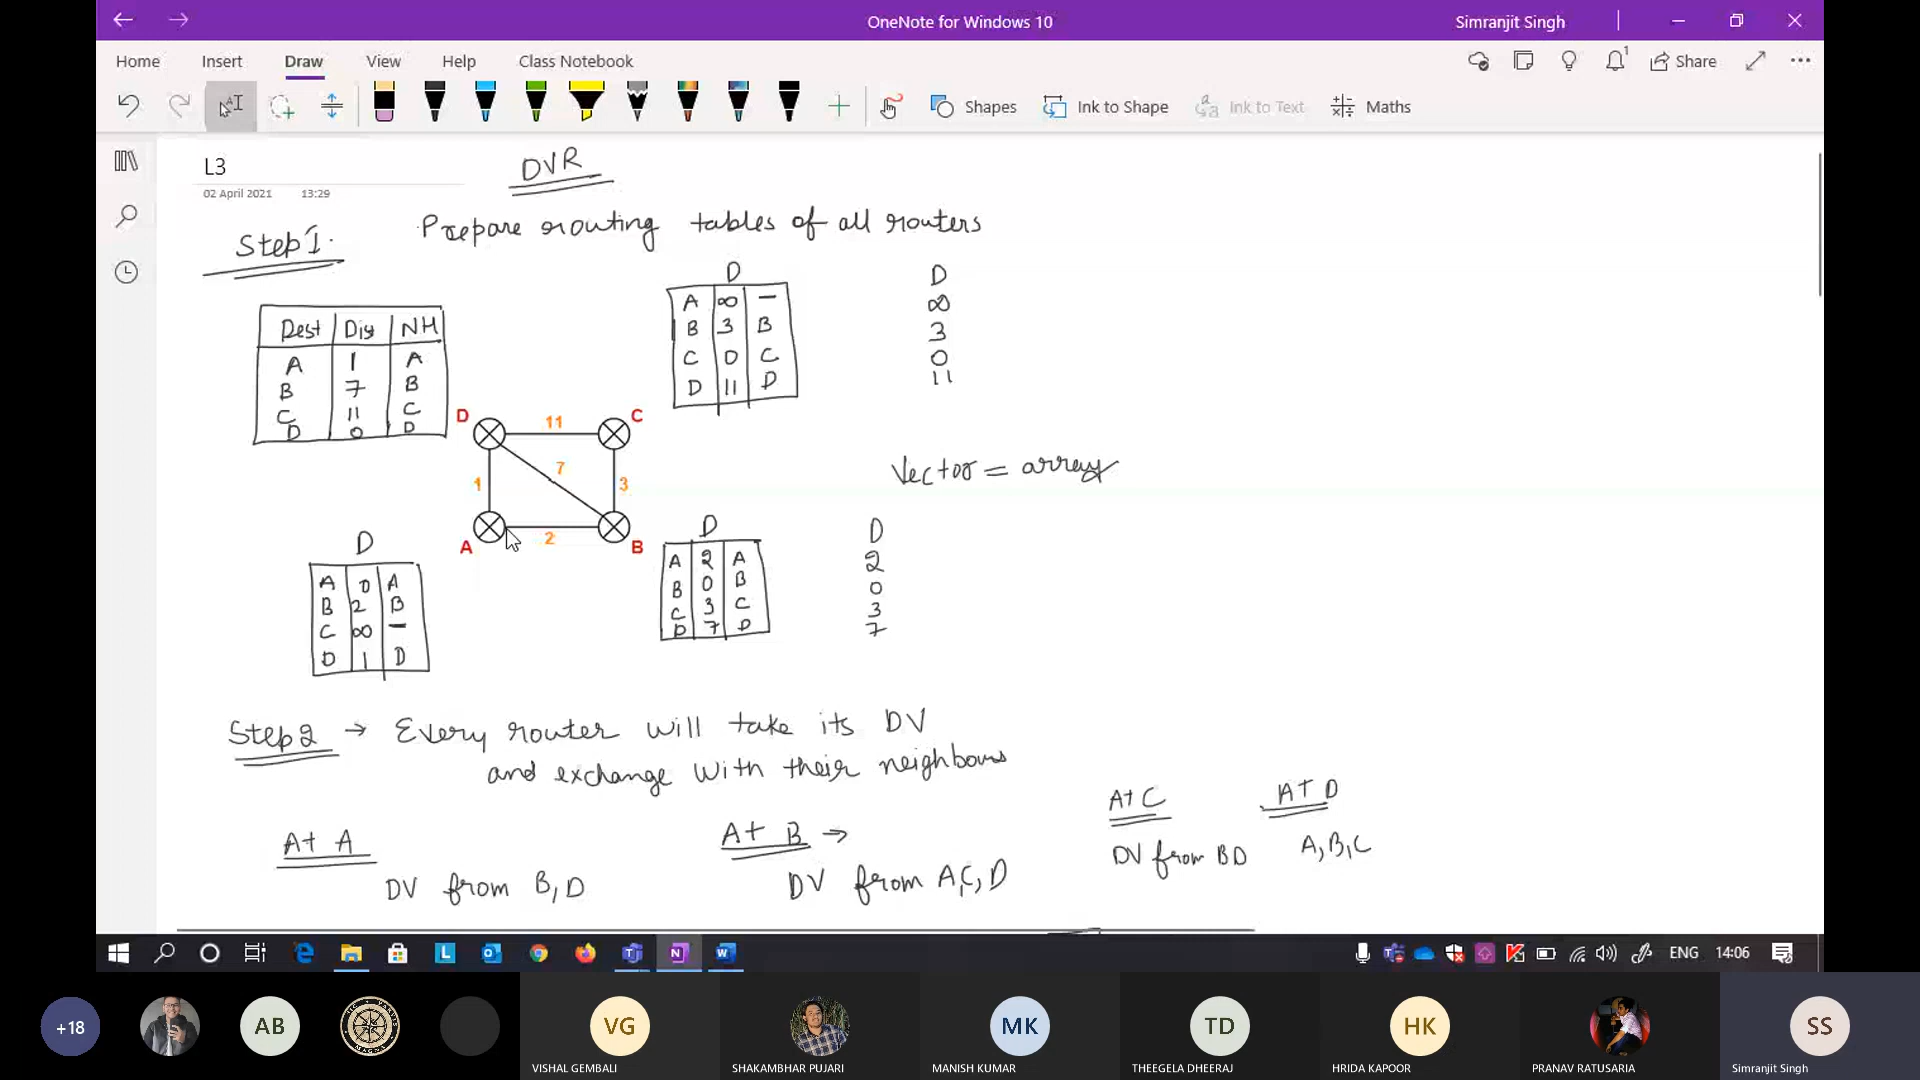 OneNote for Windows 10
Simranjit Singh
Home Insert Draw View Help Class Notebook
1
Share
Shapes Ink to Shape Ink to Text Maths
L3
02 April 2021 13:29
DVR
Step 1.
Prepare routing tables of all routers
Dest Dis NH
A 1 A
B 7 B
C 11 C
D 0 D
D
A ∞ –
B 3 B
C 0 C
D 11 D
D
∞
3
0
11
D 11 C
7
1 3
A 2 B
Vector = array
D
A 0 A
B 2 B
C ∞ –
D 1 D
D
A 2 A
B 0 B
C 3 C
D 7 D
D
2
0
3
7
Step 2 → Every router will take its DV
and exchange with their neighbours
At A
DV from B, D
At B →
DV from A, C, D
At C
DV from BD
AT D
A, B, C
L
N
W
ENG 14:06
+18
AB
VG
MK
TD
HK
SS
VISHAL GEMBALI
SHAKAMBHAR PUJARI
MANISH KUMAR
THEEGELA DHEERAJ
HRIDA KAPOOR
PRANAV RATUSARIA
Simranjit Singh